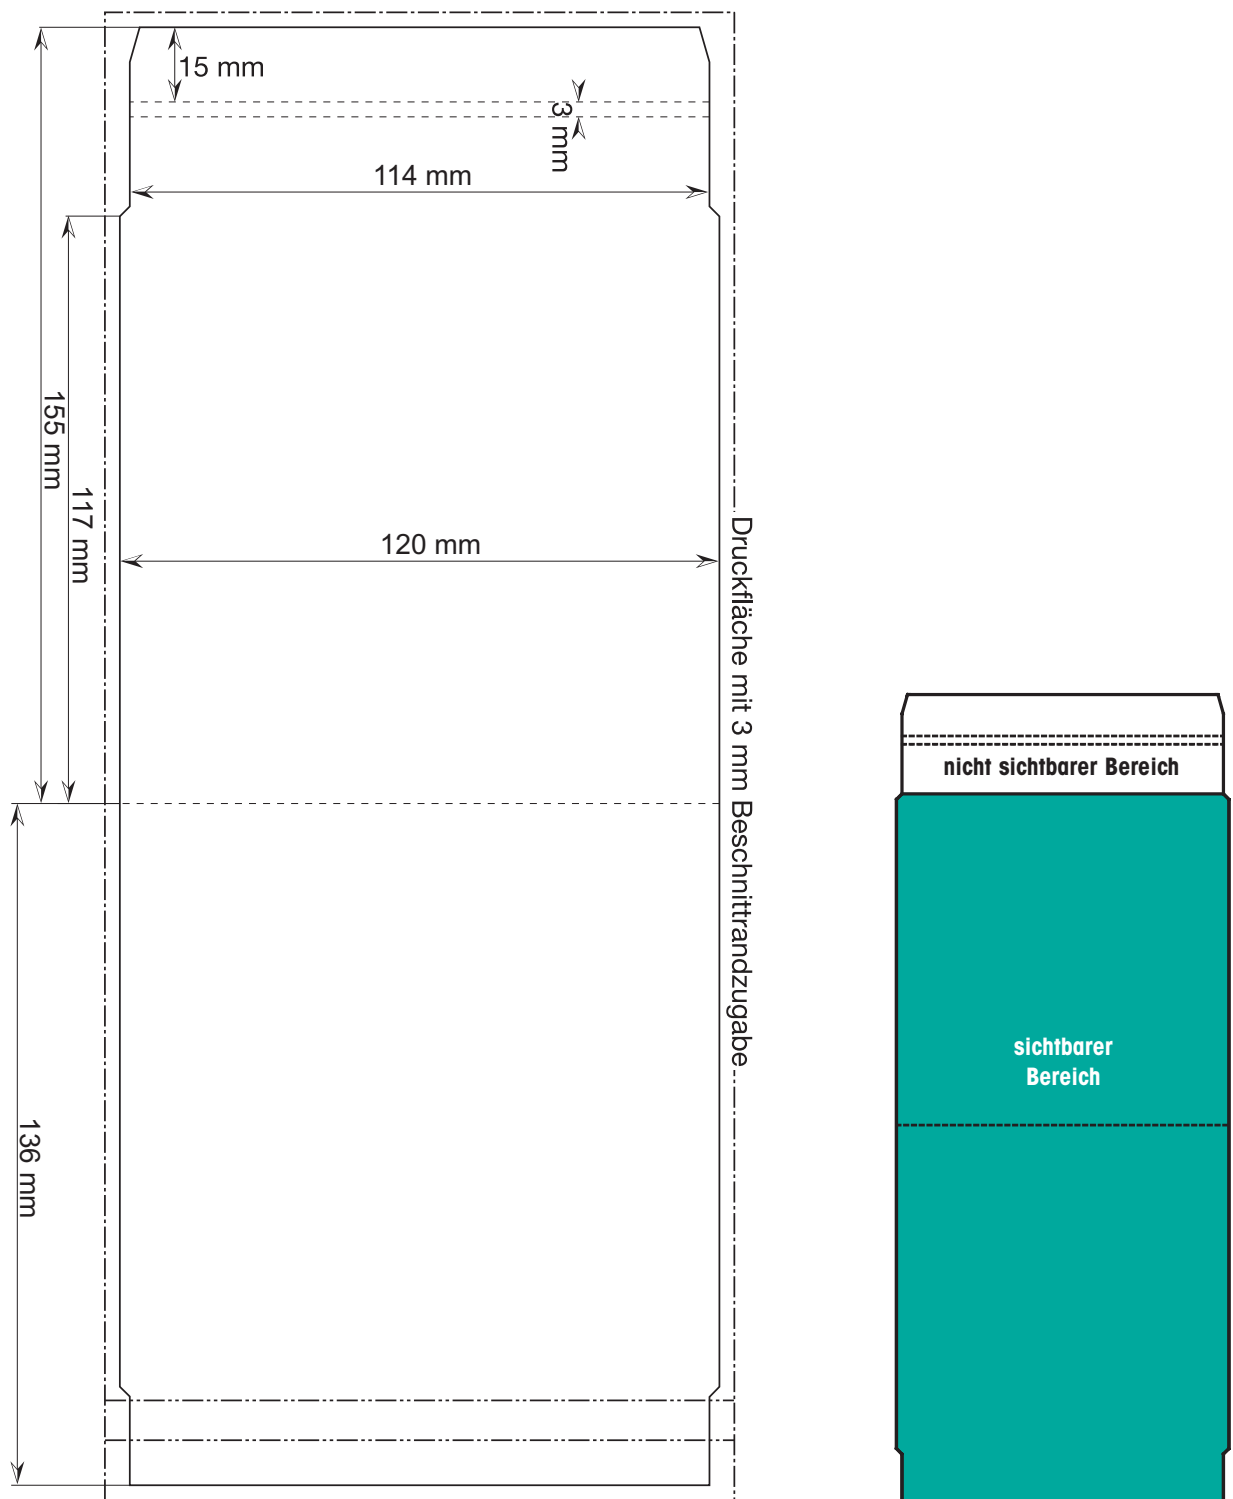 15 mm
3 mm
114 mm
155 mm
117 mm
120 mm
Druckfläche mit 3 mm Beschnittrandzugabe
136 mm
nicht sichtbarer Bereich
sichtbarer
Bereich